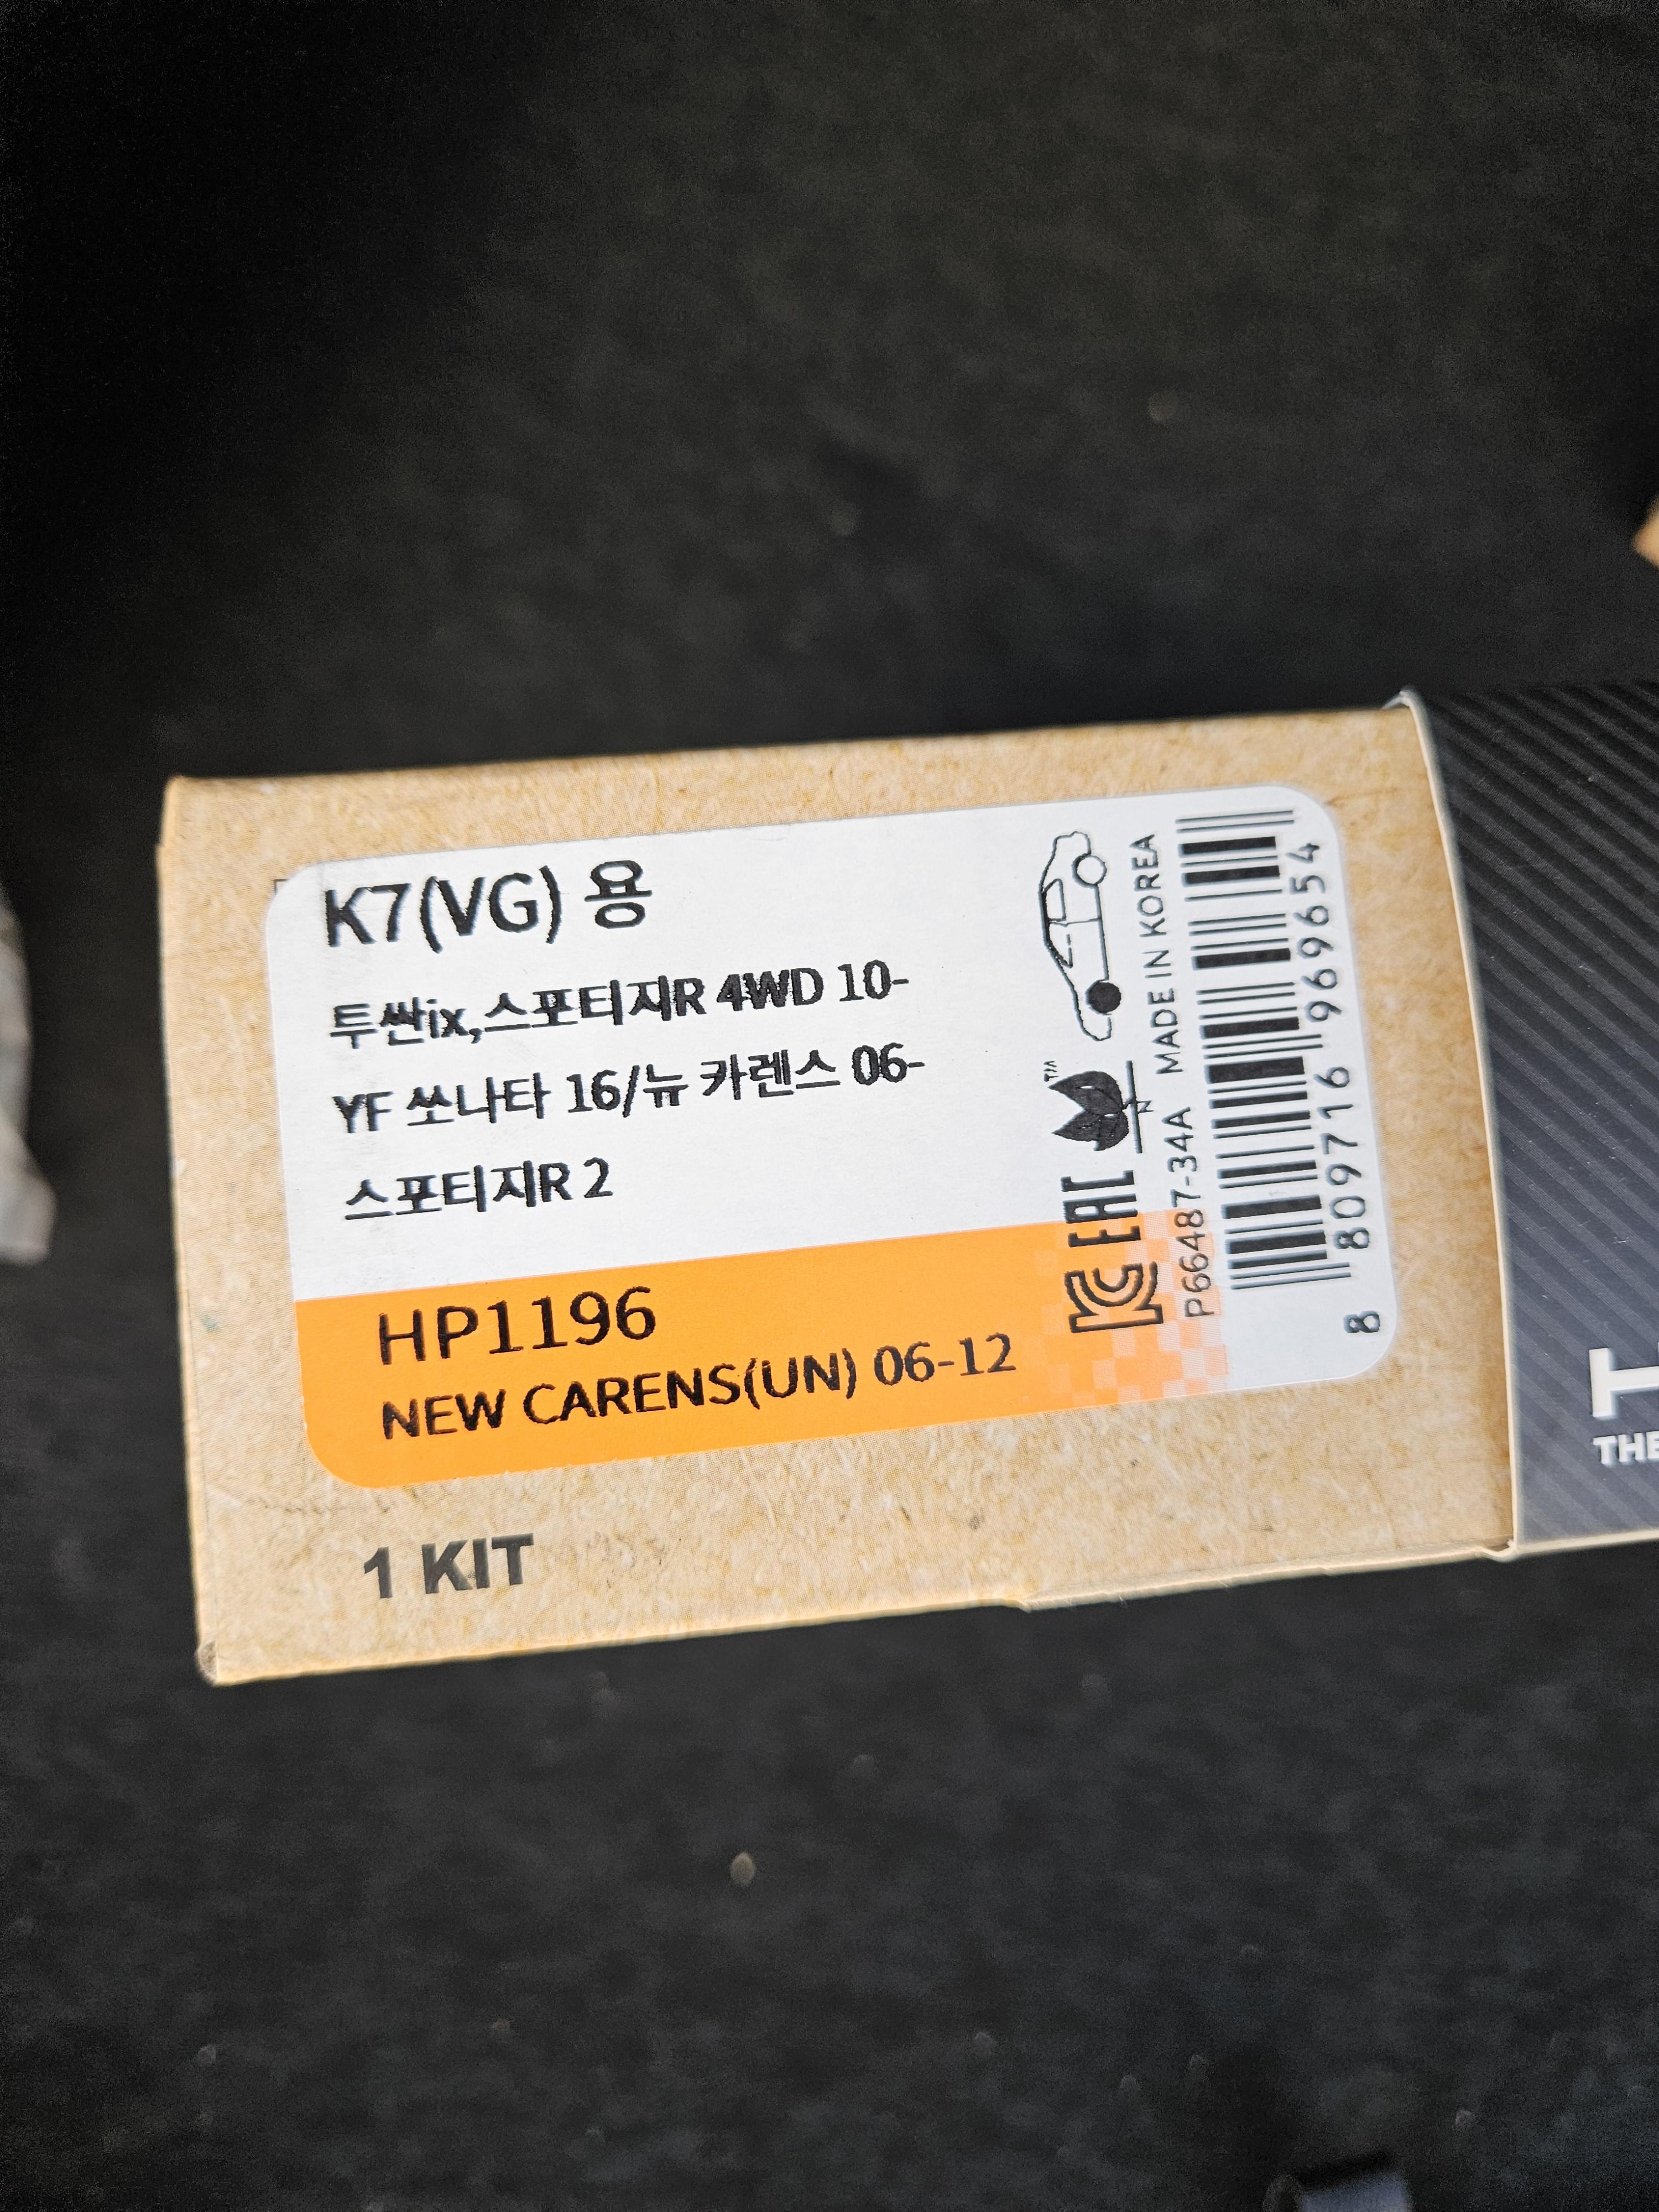 K7(VG) 용
투싼ix,스포티지R 4WD 10-
YF 쏘나타 16/뉴 카렌스 06-
스포티지R 2
HP1196
NEW CARENS(UN) 06-12
1 KIT
EAC
P66487-34A MADE IN KOREA
8 809716 969654
THE